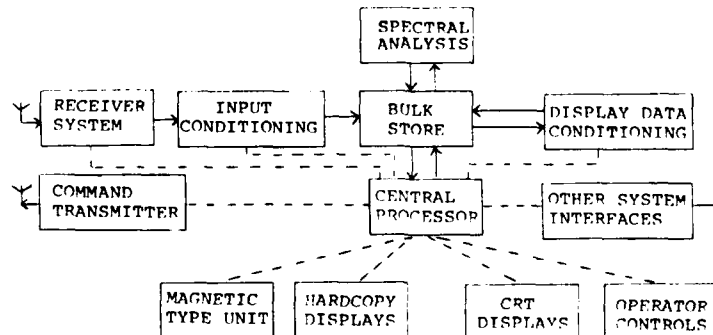 SPECTRAL
ANALYSIS
RECEIVER
SYSTEM
INPUT
CONDITIONING
BULK
STORE
DISPLAY DATA
CONDITIONING
COMMAND
TRANSMITTER
CENTRAL
PROCESSOR
OTHER SYSTEM
INTERFACES
MAGNETIC
TYPE UNIT
HARDCOPY
DISPLAYS
CRT
DISPLAYS
OPERATOR
CONTROLS